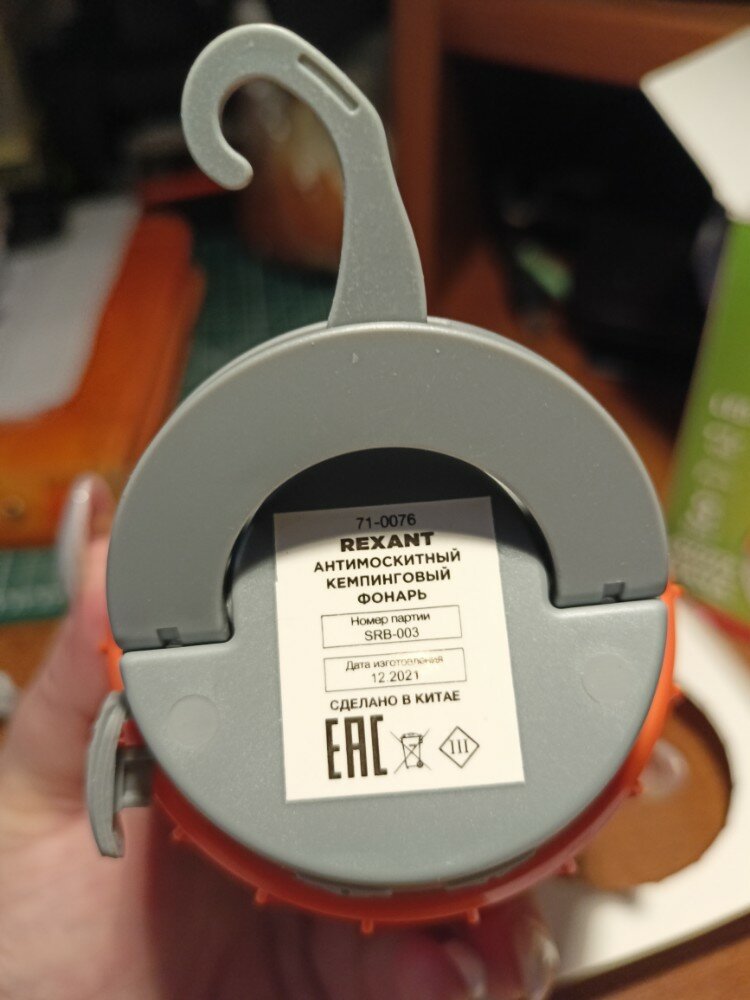 71-0076
REXANT
АНТИМОСКИТНЫЙ
КЕМПИНГОВЫЙ
ФОНАРЬ
Номер партии
SRB-003
Дата изготовления
12.2021
СДЕЛАНО В КИТАЕ
EAC
III